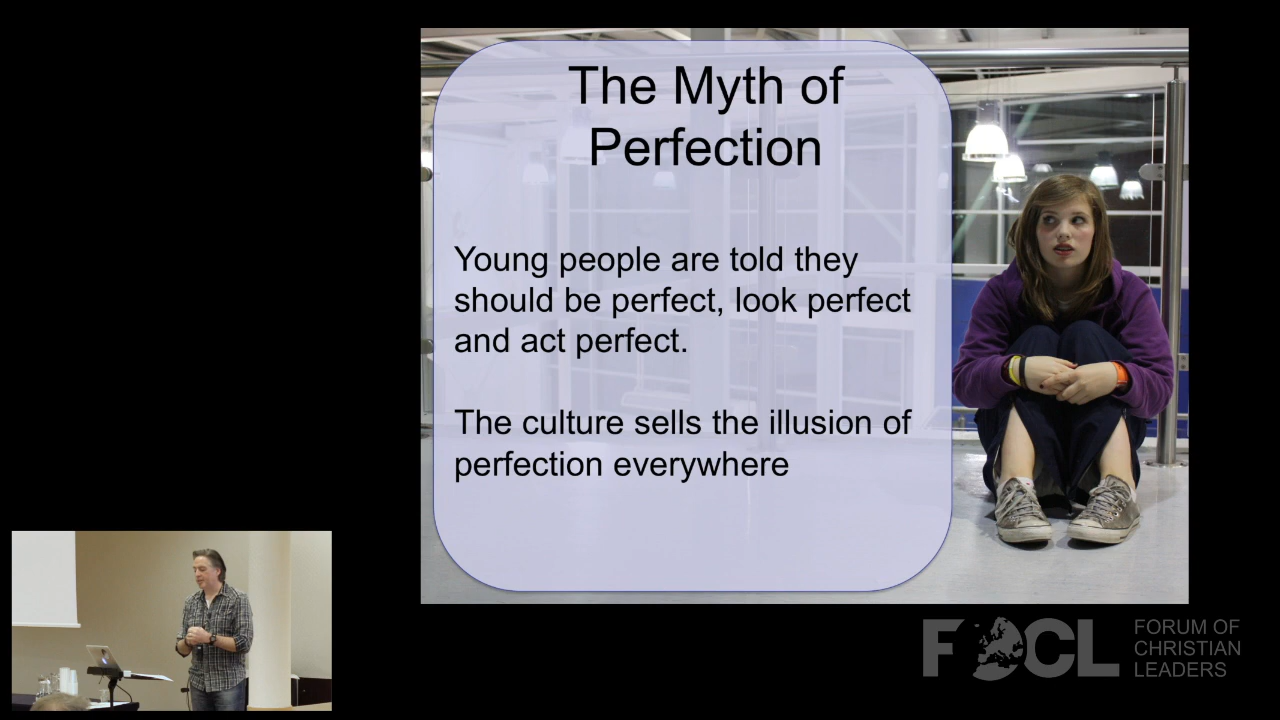 The Myth of
Perfection
Young people are told they
should be perfect, look perfect
and act perfect.
The culture sells the illusion of
perfection everywhere
FOCL
FORUM OF
CHRISTIAN
LEADERS